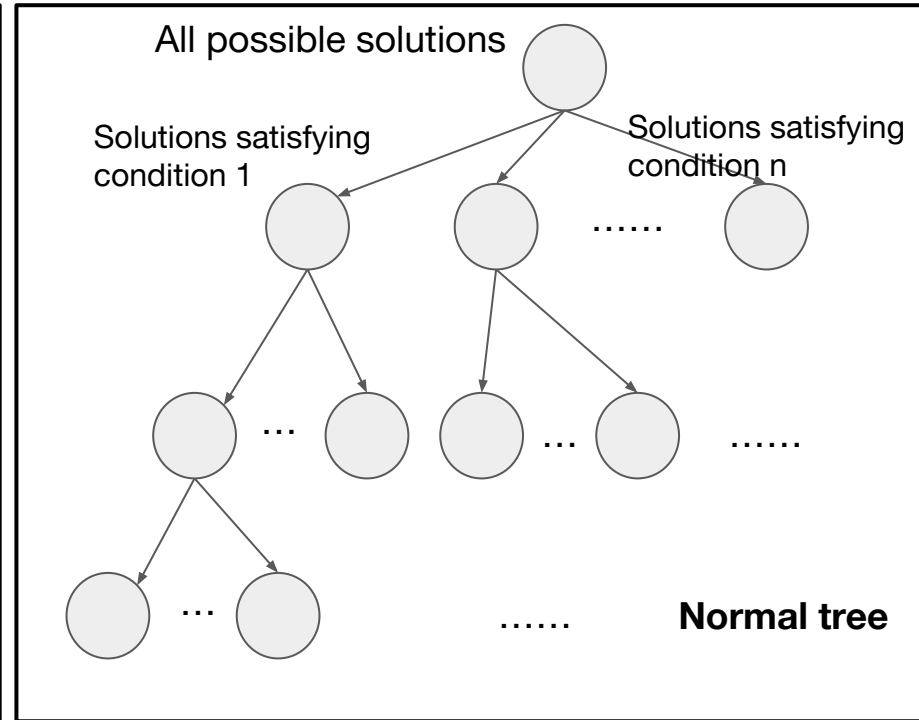 All possible solutions
Solutions satisfying
condition 1
Solutions satisfying
condition n
......
...
...
......
...
......
Normal tree